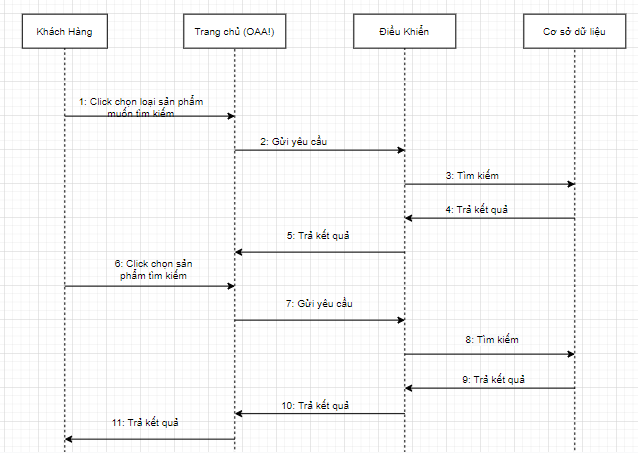 Khách Hàng
Trang chủ (OAA!)
Điều Khiển
Cơ sở dữ liệu
1: Click chọn loại sản phẩm
muốn tìm kiếm
2: Gửi yêu cầu
3: Tìm kiếm
4: Trả kết quả
5: Trả kết quả
6: Click chọn sản
phẩm tìm kiếm
7: Gửi yêu cầu
8: Tìm kiếm
9: Trả kết quả
10: Trả kết quả
11: Trả kết quả